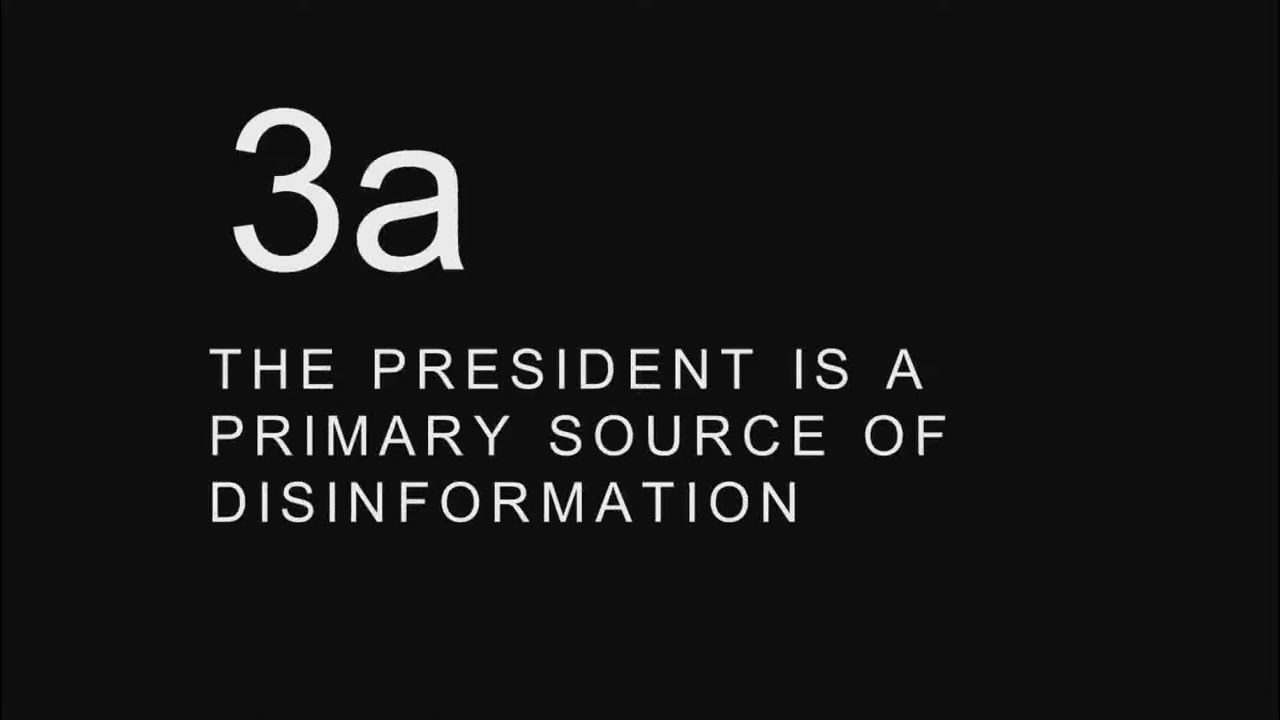 3a
THE PRESIDENT IS A
PRIMARY SOURCE OF
DISINFORMATION